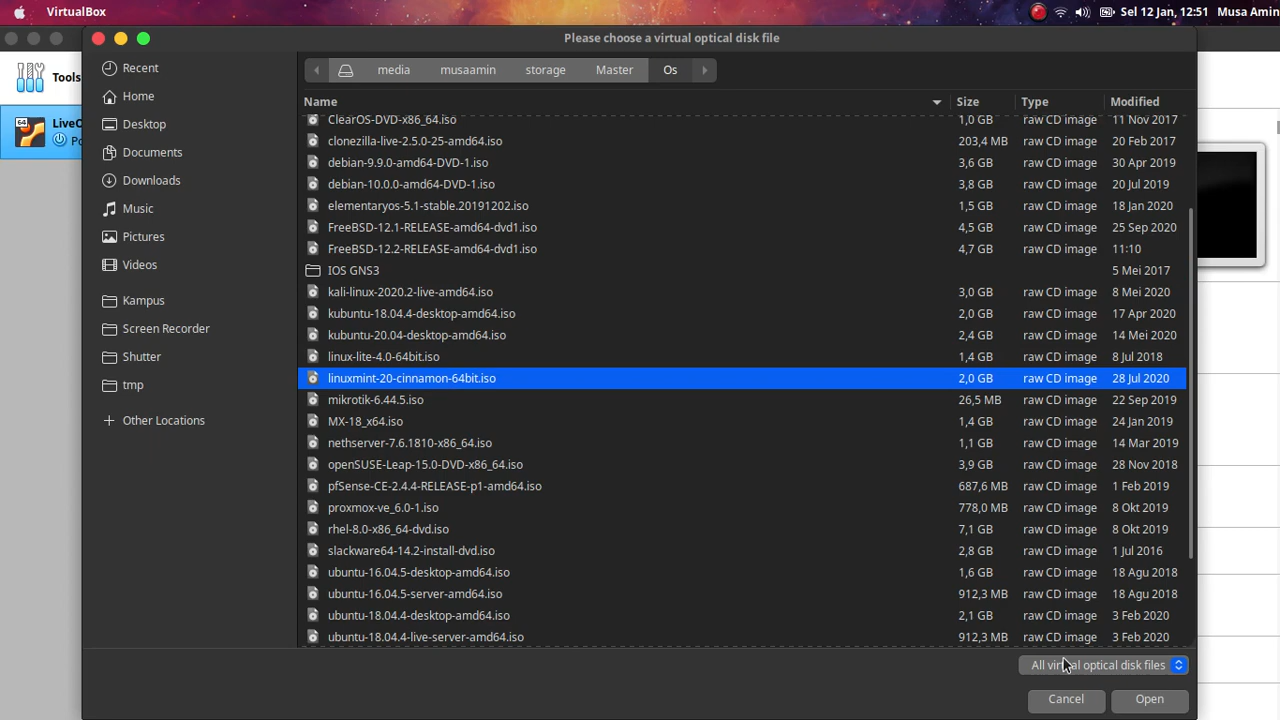 VirtualBox Sel 12 Jan, 12:51 Musa Amin
Please choose a virtual optical disk file
Tools
64 LiveC
Po
Recent
Home
Desktop
Documents
Downloads
Music
Pictures
Videos
Kampus
Screen Recorder
Shutter
tmp
Other Locations
media musaamin storage Master Os
Name Size Type Modified
ClearOS-DVD-x86_64.iso 1,0 GB raw CD image 11 Nov 2017
clonezilla-live-2.5.0-25-amd64.iso 203,4 MB raw CD image 20 Feb 2017
debian-9.9.0-amd64-DVD-1.iso 3,6 GB raw CD image 30 Apr 2019
debian-10.0.0-amd64-DVD-1.iso 3,8 GB raw CD image 20 Jul 2019
elementaryos-5.1-stable.20191202.iso 1,5 GB raw CD image 18 Jan 2020
FreeBSD-12.1-RELEASE-amd64-dvd1.iso 4,5 GB raw CD image 25 Sep 2020
FreeBSD-12.2-RELEASE-amd64-dvd1.iso 4,7 GB raw CD image 11:10
IOS GNS3 5 Mei 2017
kali-linux-2020.2-live-amd64.iso 3,0 GB raw CD image 8 Mei 2020
kubuntu-18.04.4-desktop-amd64.iso 2,0 GB raw CD image 17 Apr 2020
kubuntu-20.04-desktop-amd64.iso 2,4 GB raw CD image 14 Mei 2020
linux-lite-4.0-64bit.iso 1,4 GB raw CD image 8 Jul 2018
linuxmint-20-cinnamon-64bit.iso 2,0 GB raw CD image 28 Jul 2020
mikrotik-6.44.5.iso 26,5 MB raw CD image 22 Sep 2019
MX-18_x64.iso 1,4 GB raw CD image 24 Jan 2019
nethserver-7.6.1810-x86_64.iso 1,1 GB raw CD image 14 Mar 2019
openSUSE-Leap-15.0-DVD-x86_64.iso 3,9 GB raw CD image 28 Nov 2018
pfSense-CE-2.4.4-RELEASE-p1-amd64.iso 687,6 MB raw CD image 1 Feb 2019
proxmox-ve_6.0-1.iso 778,0 MB raw CD image 8 Okt 2019
rhel-8.0-x86_64-dvd.iso 7,1 GB raw CD image 8 Okt 2019
slackware64-14.2-install-dvd.iso 2,8 GB raw CD image 1 Jul 2016
ubuntu-16.04.5-desktop-amd64.iso 1,6 GB raw CD image 18 Agu 2018
ubuntu-16.04.5-server-amd64.iso 912,3 MB raw CD image 18 Agu 2018
ubuntu-18.04.4-desktop-amd64.iso 2,1 GB raw CD image 3 Feb 2020
ubuntu-18.04.4-live-server-amd64.iso 912,3 MB raw CD image 3 Feb 2020
All virtual optical disk files
Cancel Open